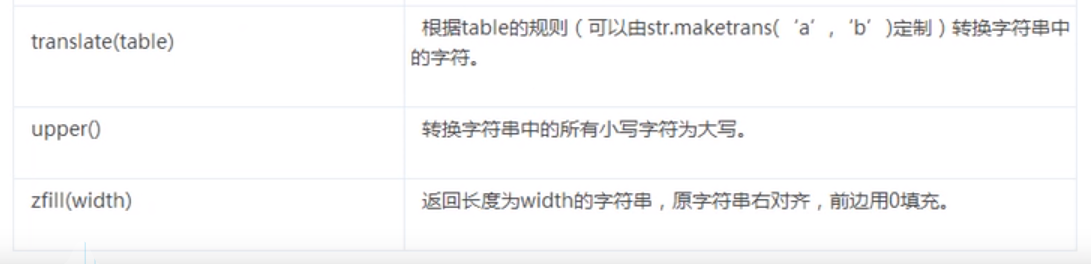 translate(table)
根据table的规则（可以由str.maketrans(‘a’,‘b’)定制）转换字符串中
的字符。
upper()
转换字符串中的所有小写字符为大写。
zfill(width)
返回长度为width的字符串，原字符串右对齐，前边用0填充。